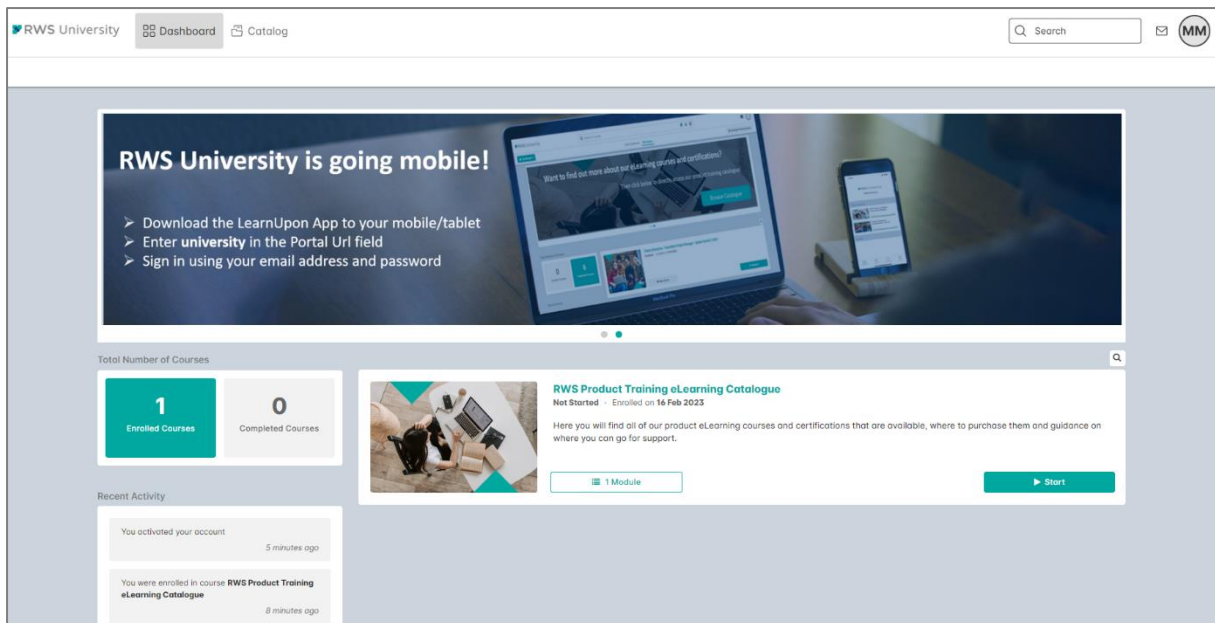 RWS University
Dashboard
Catalog
Search
MM
RWS University is going mobile!
➢ Download the LearnUpon App to your mobile/tablet
➢ Enter university in the Portal Url field
➢ Sign in using your email address and password
Want to find out more about our eLearning courses and certifications?
Browse Catalogue
Total Number of Courses
1
Enrolled Courses
0
Completed Courses
RWS Product Training eLearning Catalogue
Not Started · Enrolled on 16 Feb 2023
Here you will find all of our product eLearning courses and certifications that are available, where to purchase them and guidance on
where you can go for support.
1 Module
Start
Recent Activity
You activated your account
5 minutes ago
You were enrolled in course RWS Product Training
eLearning Catalogue
8 minutes ago